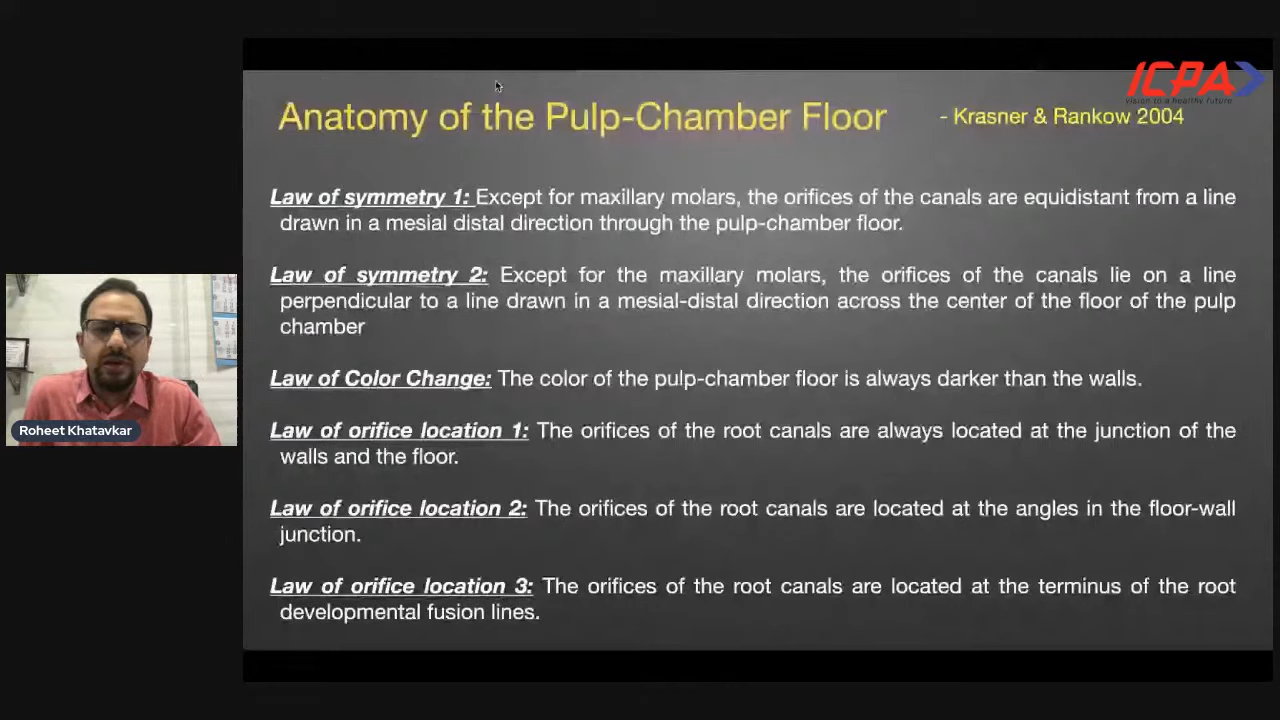 ICPA
vision to a healthy future
Anatomy of the Pulp-Chamber Floor
- Krasner & Rankow 2004
Law of symmetry 1: Except for maxillary molars, the orifices of the canals are equidistant from a line
drawn in a mesial distal direction through the pulp-chamber floor.
Law of symmetry 2: Except for the maxillary molars, the orifices of the canals lie on a line
perpendicular to a line drawn in a mesial-distal direction across the center of the floor of the pulp
chamber
Law of Color Change: The color of the pulp-chamber floor is always darker than the walls.
Law of orifice location 1: The orifices of the root canals are always located at the junction of the
walls and the floor.
Law of orifice location 2: The orifices of the root canals are located at the angles in the floor-wall
junction.
Law of orifice location 3: The orifices of the root canals are located at the terminus of the root
developmental fusion lines.
Roheet Khatavkar